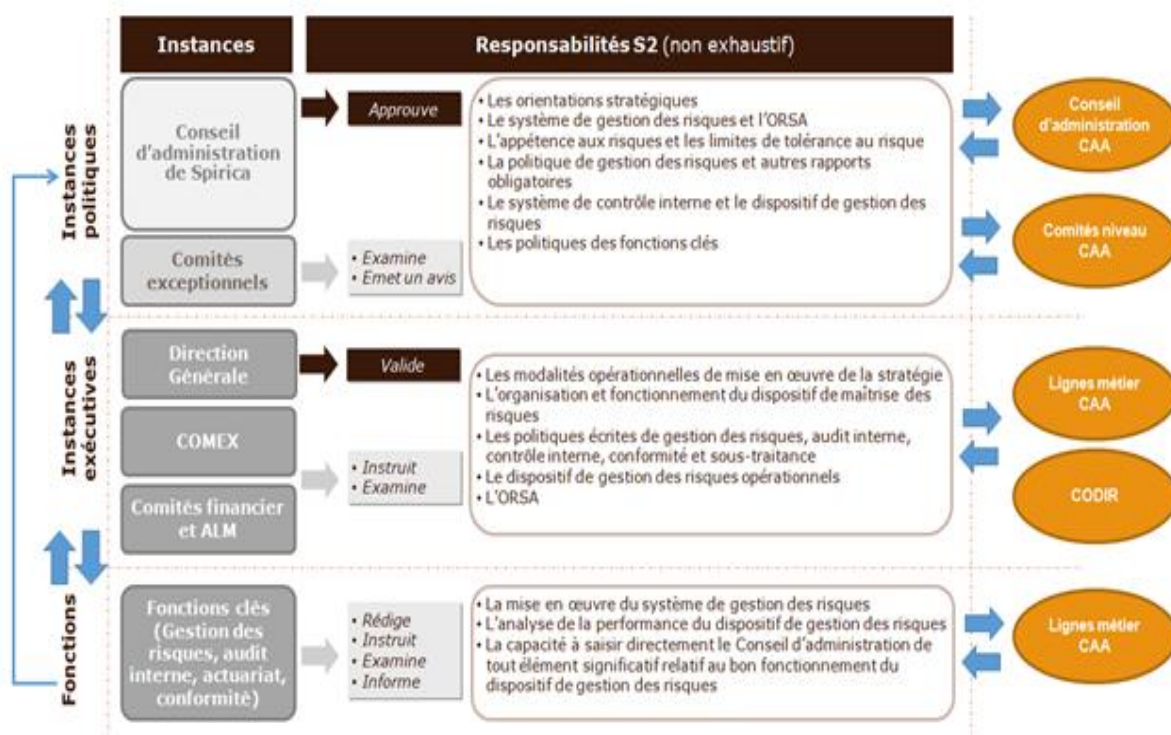 Instances
Responsabilités S2 (non exhaustif)
Instances
politiques
Conseil
d'administration
de Spirica
Approuve
• Les orientations stratégiques
• Le système de gestion des risques et l'ORSA
• L'appétence aux risques et les limites de tolérance au risque
• La politique de gestion des risques et autres rapports
obligatoires
• Le système de contrôle interne et le dispositif de gestion des
risques
• Les politiques des fonctions clés
Conseil
d'administration
CAA
Comités
exceptionnels
• Examine
• Emet un avis
Comités niveau
CAA
Instances
exécutives
Direction
Générale
Valide
COMEX
Comités financier
et ALM
• Instruit
• Examine
• Les modalités opérationnelles de mise en œuvre de la stratégie
• L'organisation et fonctionnement du dispositif de maîtrise des
risques
• Les politiques écrites de gestion des risques, audit interne,
contrôle interne, conformité et sous-traitance
• Le dispositif de gestion des risques opérationnels
• L'ORSA
Lignes métier
CAA
CODIR
Fonctions
Fonctions clés
(Gestion des
risques, audit
interne, actuariat,
conformité)
• Rédige
• Instruit
• Examine
• Informe
• La mise en œuvre du système de gestion des risques
• L'analyse de la performance du dispositif de gestion des risques
• La capacité à saisir directement le Conseil d'administration de
tout élément significatif relatif au bon fonctionnement du
dispositif de gestion des risques
Lignes métier
CAA